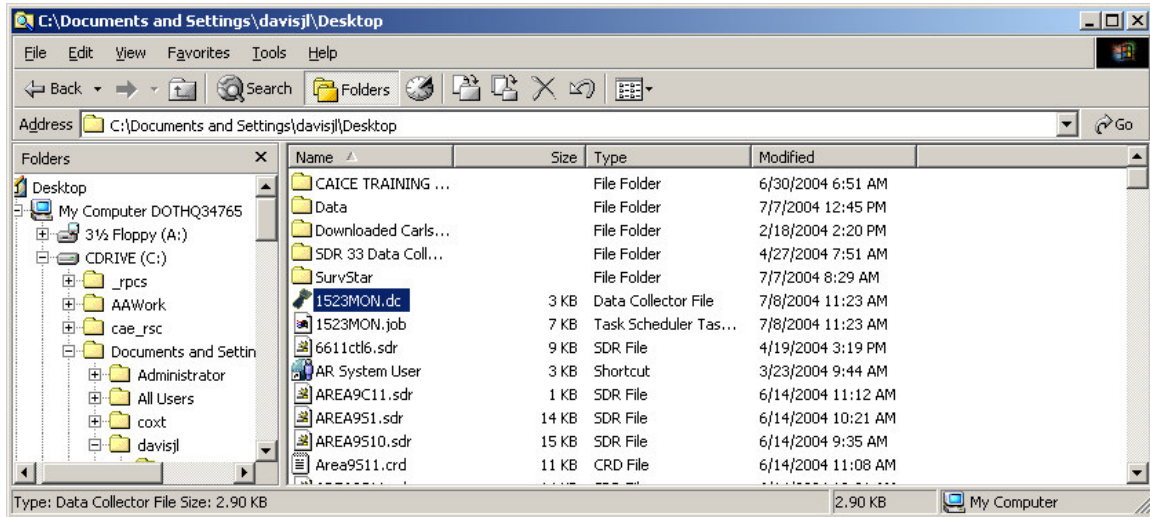 C:\Documents and Settings\davisjl\Desktop
File Edit View Favorites Tools Help
Back Search Folders
Address C:\Documents and Settings\davisjl\Desktop Go
Folders x Name Size Type Modified
Desktop
My Computer DOTHQ34765
3½ Floppy (A:)
CDRIVE (C:)
_rpcs
AAWork
cae_rsc
Documents and Settin
Administrator
All Users
coxt
davisjl
CAICE TRAINING ... File Folder 6/30/2004 6:51 AM
Data File Folder 7/7/2004 12:45 PM
Downloaded Carls... File Folder 2/18/2004 2:20 PM
SDR 33 Data Coll... File Folder 4/27/2004 7:51 AM
SurvStar File Folder 7/7/2004 8:29 AM
1523MON.dc 3 KB Data Collector File 7/8/2004 11:23 AM
1523MON.job 7 KB Task Scheduler Tas... 7/8/2004 11:23 AM
6611ctl6.sdr 9 KB SDR File 4/19/2004 3:19 PM
AR System User 3 KB Shortcut 3/23/2004 9:44 AM
AREA9C11.sdr 1 KB SDR File 6/14/2004 11:12 AM
AREA9S1.sdr 14 KB SDR File 6/14/2004 10:21 AM
AREA9S10.sdr 15 KB SDR File 6/14/2004 9:35 AM
Area9S11.crd 11 KB CRD File 6/14/2004 11:08 AM
Type: Data Collector File Size: 2.90 KB 2.90 KB My Computer